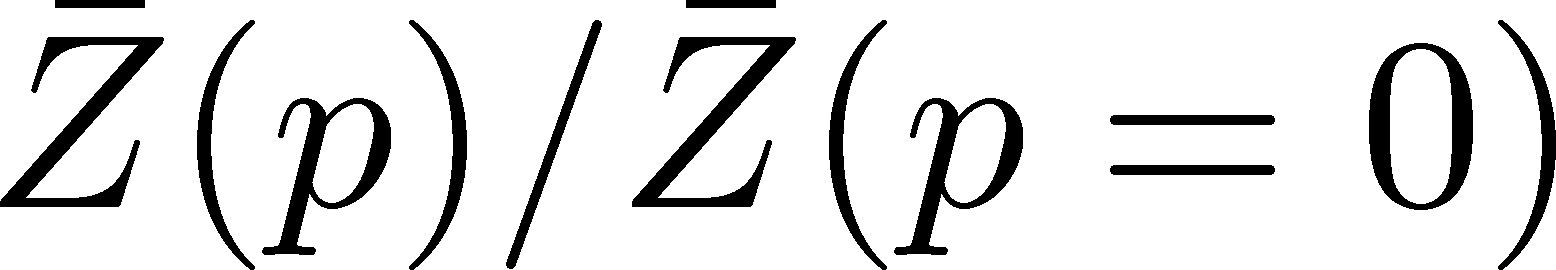 Z̄(p)/Z̄(p = 0)